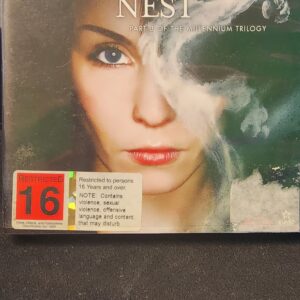 NEST
PART 3 OF THE MILLENNIUM TRILOGY
RESTRICTED
16
Restricted to persons
16 Years and over.
NOTE: Contains
violence, sexual
violence, offensive
language and content
that may disturb.